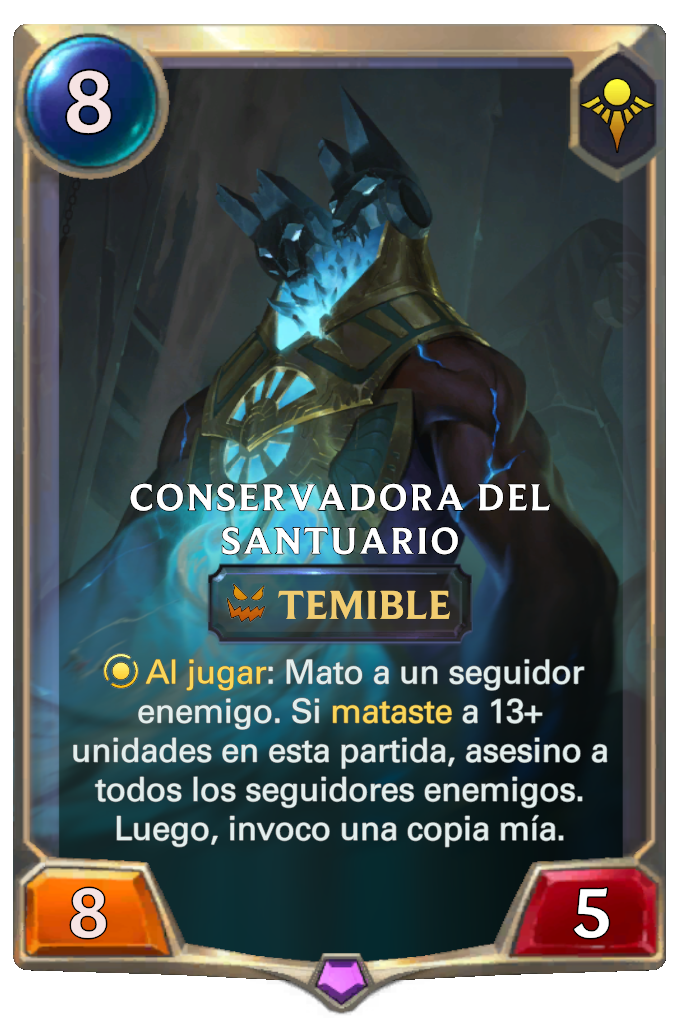 8
CONSERVADORA DEL
SANTUARIO
TEMIBLE
Al jugar: Mato a un seguidor
enemigo. Si mataste a 13+
unidades en esta partida, asesino a
todos los seguidores enemigos.
Luego, invoco una copia mía.
8
5